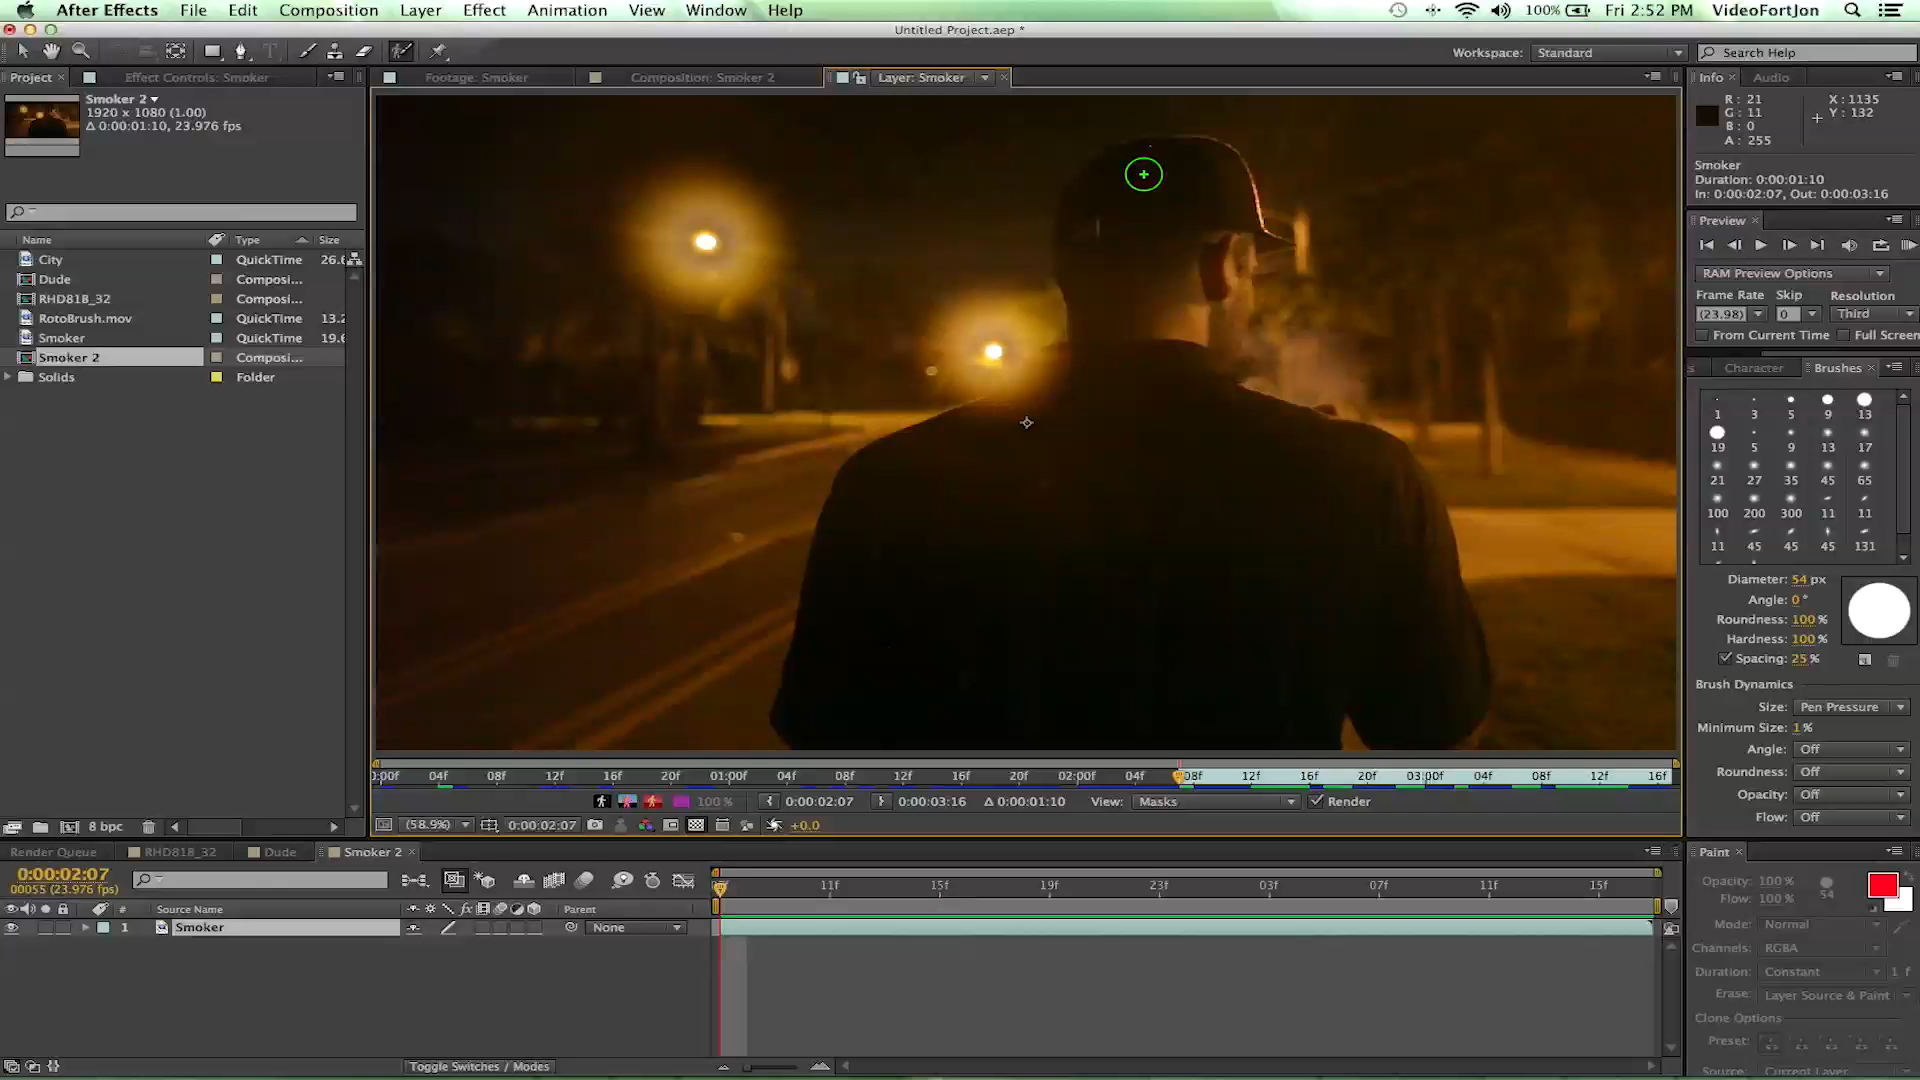 After Effects File Edit Composition Layer Effect Animation View Window Help 100% Fri 2:52 PM VideoFortJon
Untitled Project.aep *
Workspace: Standard Search Help
Project Effect Controls: Smoker Footage: Smoker Composition: Smoker 2 Layer: Smoker Info Audio
Smoker 2
1920 x 1080 (1.00)
Δ 0:00:01:10, 23.976 fps
R: 21 X: 1135
G: 11 Y: 132
B: 0
A: 255
Smoker
Duration: 0:00:01:10
In: 0:00:02:07, Out: 0:00:03:16
Preview
RAM Preview Options
Frame Rate Skip Resolution
(23.98) 0 Third
From Current Time Full Screen
Name Type Size
City QuickTime 26.6
Dude Composi...
RHD818_32 Composi...
RotoBrush.mov QuickTime 13.2
Smoker QuickTime 19.6
Smoker 2 Composi...
Solids Folder
s Character Brushes
1 3 5 9 13
19 5 9 13 17
21 27 35 45 65
100 200 300 11 11
11 45 45 45 131
Diameter: 54 px
Angle: 0 °
Roundness: 100 %
Hardness: 100 %
Spacing: 25 %
Brush Dynamics
Size: Pen Pressure
Minimum Size: 1 %
Angle: Off
Roundness: Off
Opacity: Off
Flow: Off
0:00f 04f 08f 12f 16f 20f 01:00f 04f 08f 12f 16f 20f 02:00f 04f 08f 12f 16f 20f 03:00f 04f 08f 12f 16f
100 % 0:00:02:07 0:00:03:16 Δ 0:00:01:10 View: Masks Render
8 bpc (58.9%) 0:00:02:07 +0.0
Render Queue RHD818_32 Dude Smoker 2
0:00:02:07
00055 (23.976 fps)
11f 15f 19f 23f 03f 07f 11f 15f
# Source Name fx Parent
1 Smoker None
Toggle Switches / Modes
Paint
Opacity: 100 %
Flow: 100 % 54
Mode: Normal
Channels: RGBA
Duration: Constant 1 f
Erase: Layer Source & Paint
Clone Options
Preset:
Source: Current Layer